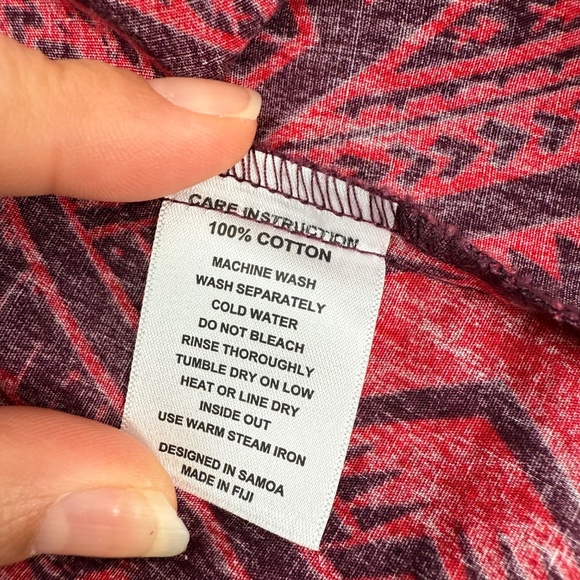 CARE INSTRUCTION
100% COTTON
MACHINE WASH
WASH SEPARATELY
COLD WATER
DO NOT BLEACH
RINSE THOROUGHLY
TUMBLE DRY ON LOW
HEAT OR LINE DRY
INSIDE OUT
USE WARM STEAM IRON
DESIGNED IN SAMOA
MADE IN FIJI